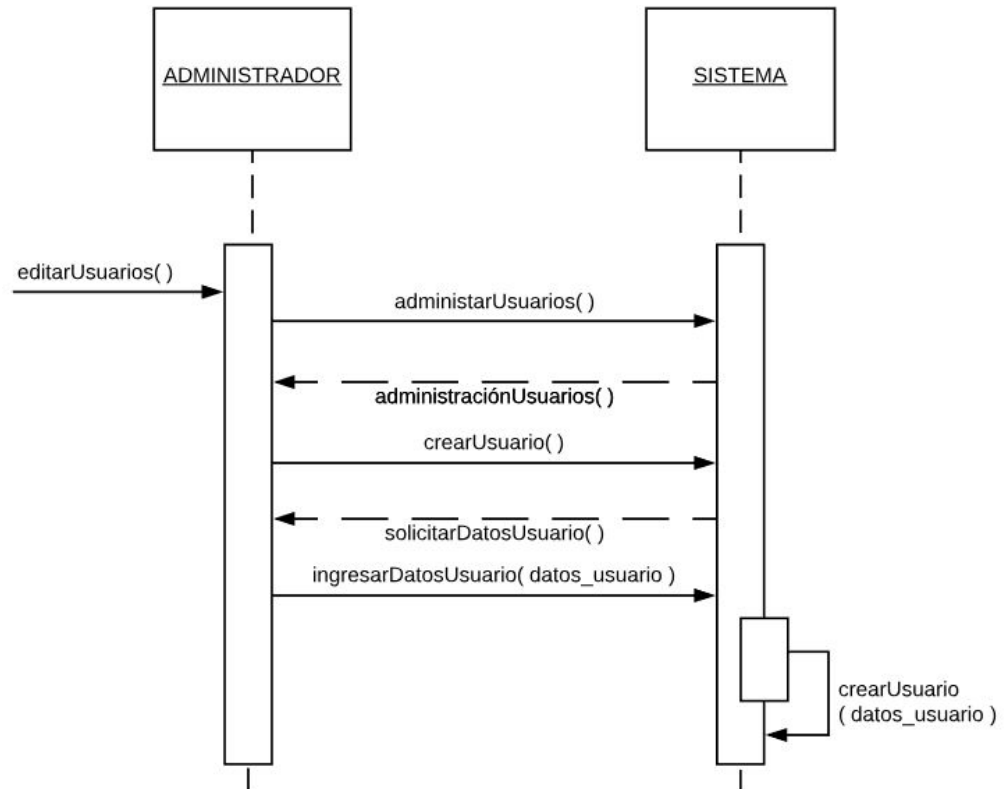 ADMINISTRADOR
SISTEMA
editarUsuarios( )
administarUsuarios( )
administraciónUsuarios( )
crearUsuario( )
solicitarDatosUsuario( )
ingresarDatosUsuario( datos_usuario )
crearUsuario
( datos_usuario )